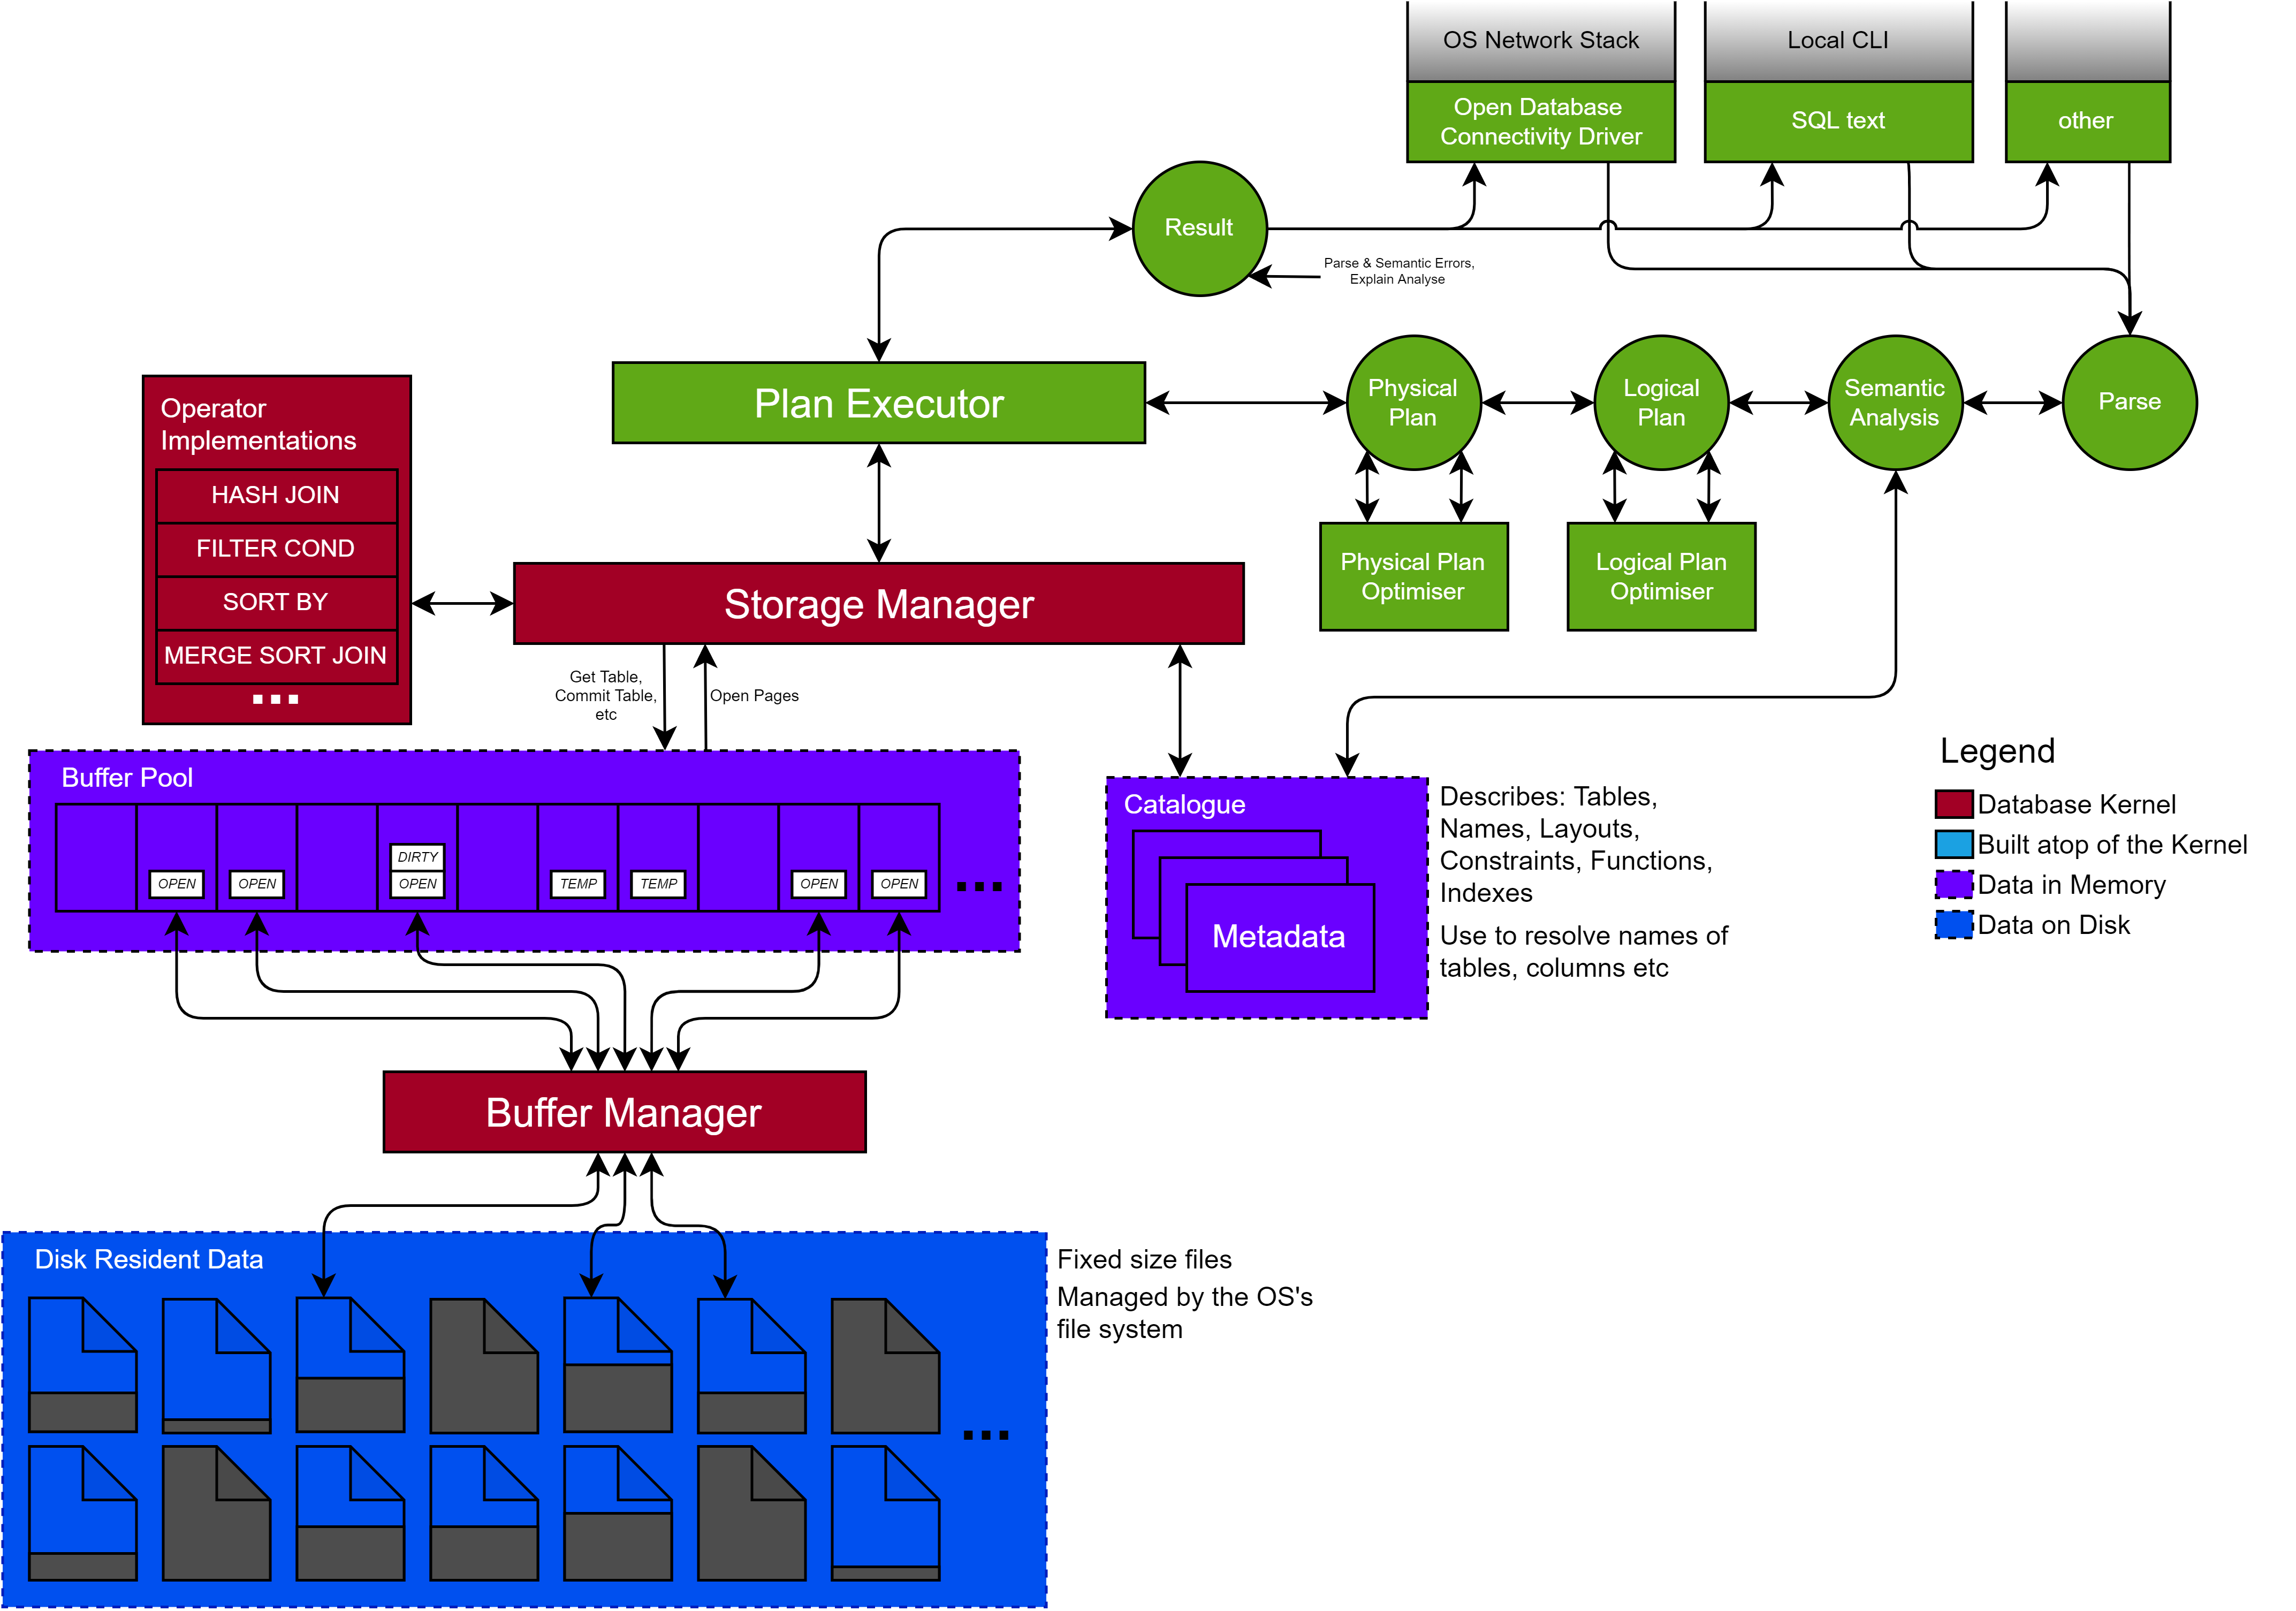 OS Network Stack
Local CLI
Open Database
Connectivity Driver
SQL text
other
Result
Parse & Semantic Errors,
Explain Analyse
Plan Executor
Physical
Plan
Logical
Plan
Semantic
Analysis
Parse
Operator
Implementations
HASH JOIN
FILTER COND
SORT BY
MERGE SORT JOIN
...
Physical Plan
Optimiser
Logical Plan
Optimiser
Storage Manager
Get Table,
Commit Table,
etc
Open Pages
Buffer Pool
OPEN
OPEN
DIRTY
OPEN
TEMP
TEMP
OPEN
OPEN
...
Catalogue
Metadata
Describes: Tables,
Names, Layouts,
Constraints, Functions,
Indexes
Use to resolve names of
tables, columns etc
Legend
Database Kernel
Built atop of the Kernel
Data in Memory
Data on Disk
Buffer Manager
Disk Resident Data
...
Fixed size files
Managed by the OS's
file system